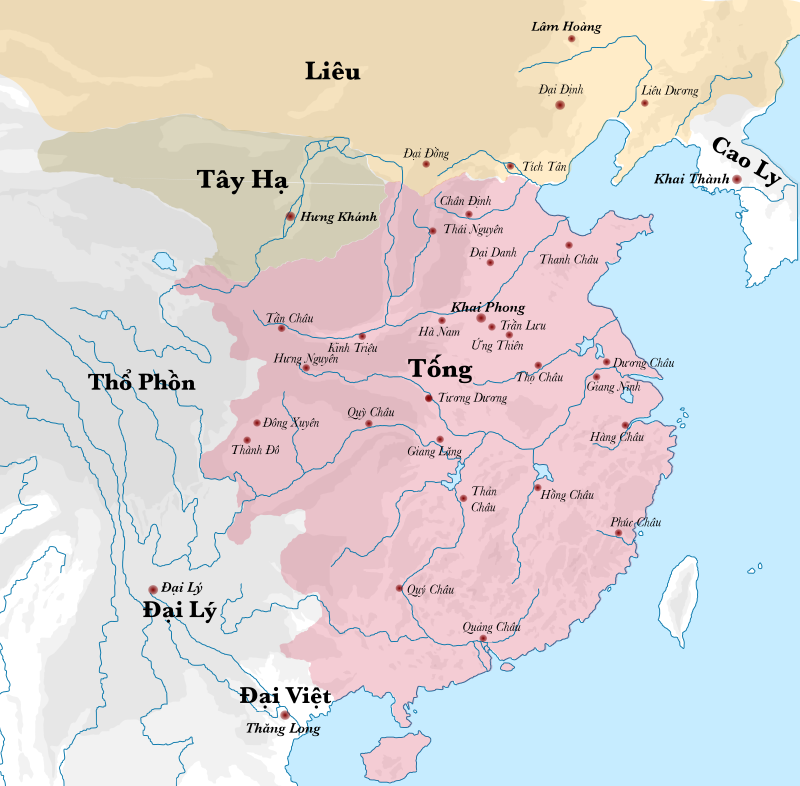 Lâm Hoàng
Liêu
Đại Định
Liêu Dương
Đại Đồng
Tích Tân
Cao Ly
Khai Thành
Tây Hạ
Hưng Khánh
Chân Định
Thái Nguyên
Đại Danh
Thanh Châu
Khai Phong
Tần Châu
Hà Nam
Trần Lưu
Kinh Triệu
Ứng Thiên
Hưng Nguyên
Tống
Thọ Châu
Dương Châu
Giang Ninh
Thổ Phồn
Tương Dương
Quỳ Châu
Đông Xuyên
Thành Đô
Giang Lăng
Hàng Châu
Thản
Châu
Hồng Châu
Phúc Châu
Đại Lý
Đại Lý
Quý Châu
Quảng Châu
Đại Việt
Thăng Long